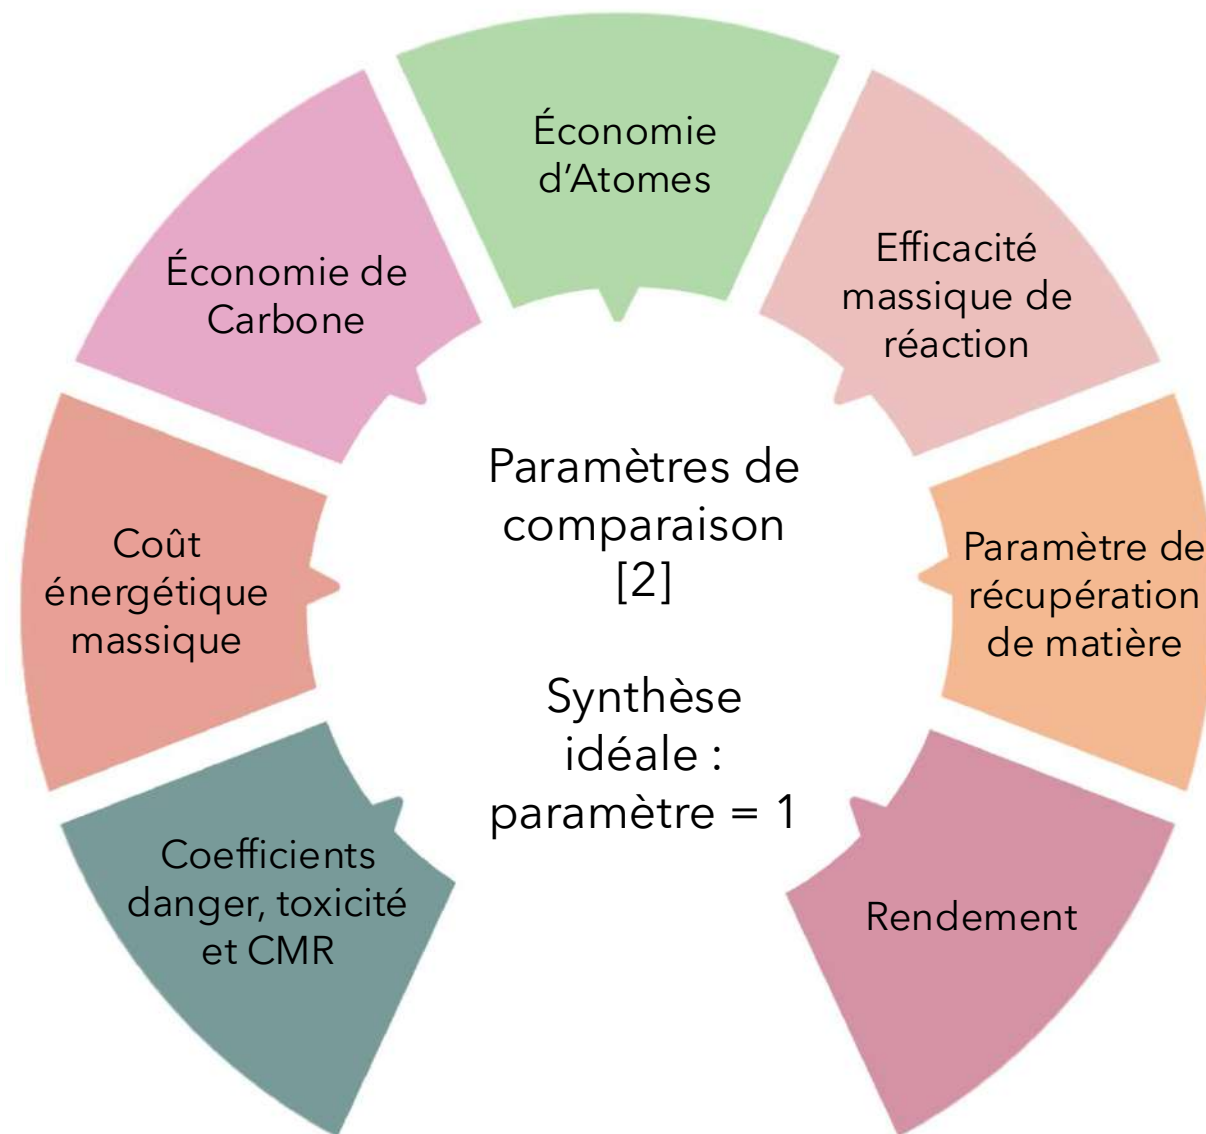 Économie
d'Atomes
Économie de
Carbone
Efficacité
massique de
réaction
Coût
énergétique
massique
Paramètres de
comparaison
[2]
Synthèse
idéale :
paramètre = 1
Paramètre de
récupération
de matière
Coefficients
danger, toxicité
et CMR
Rendement